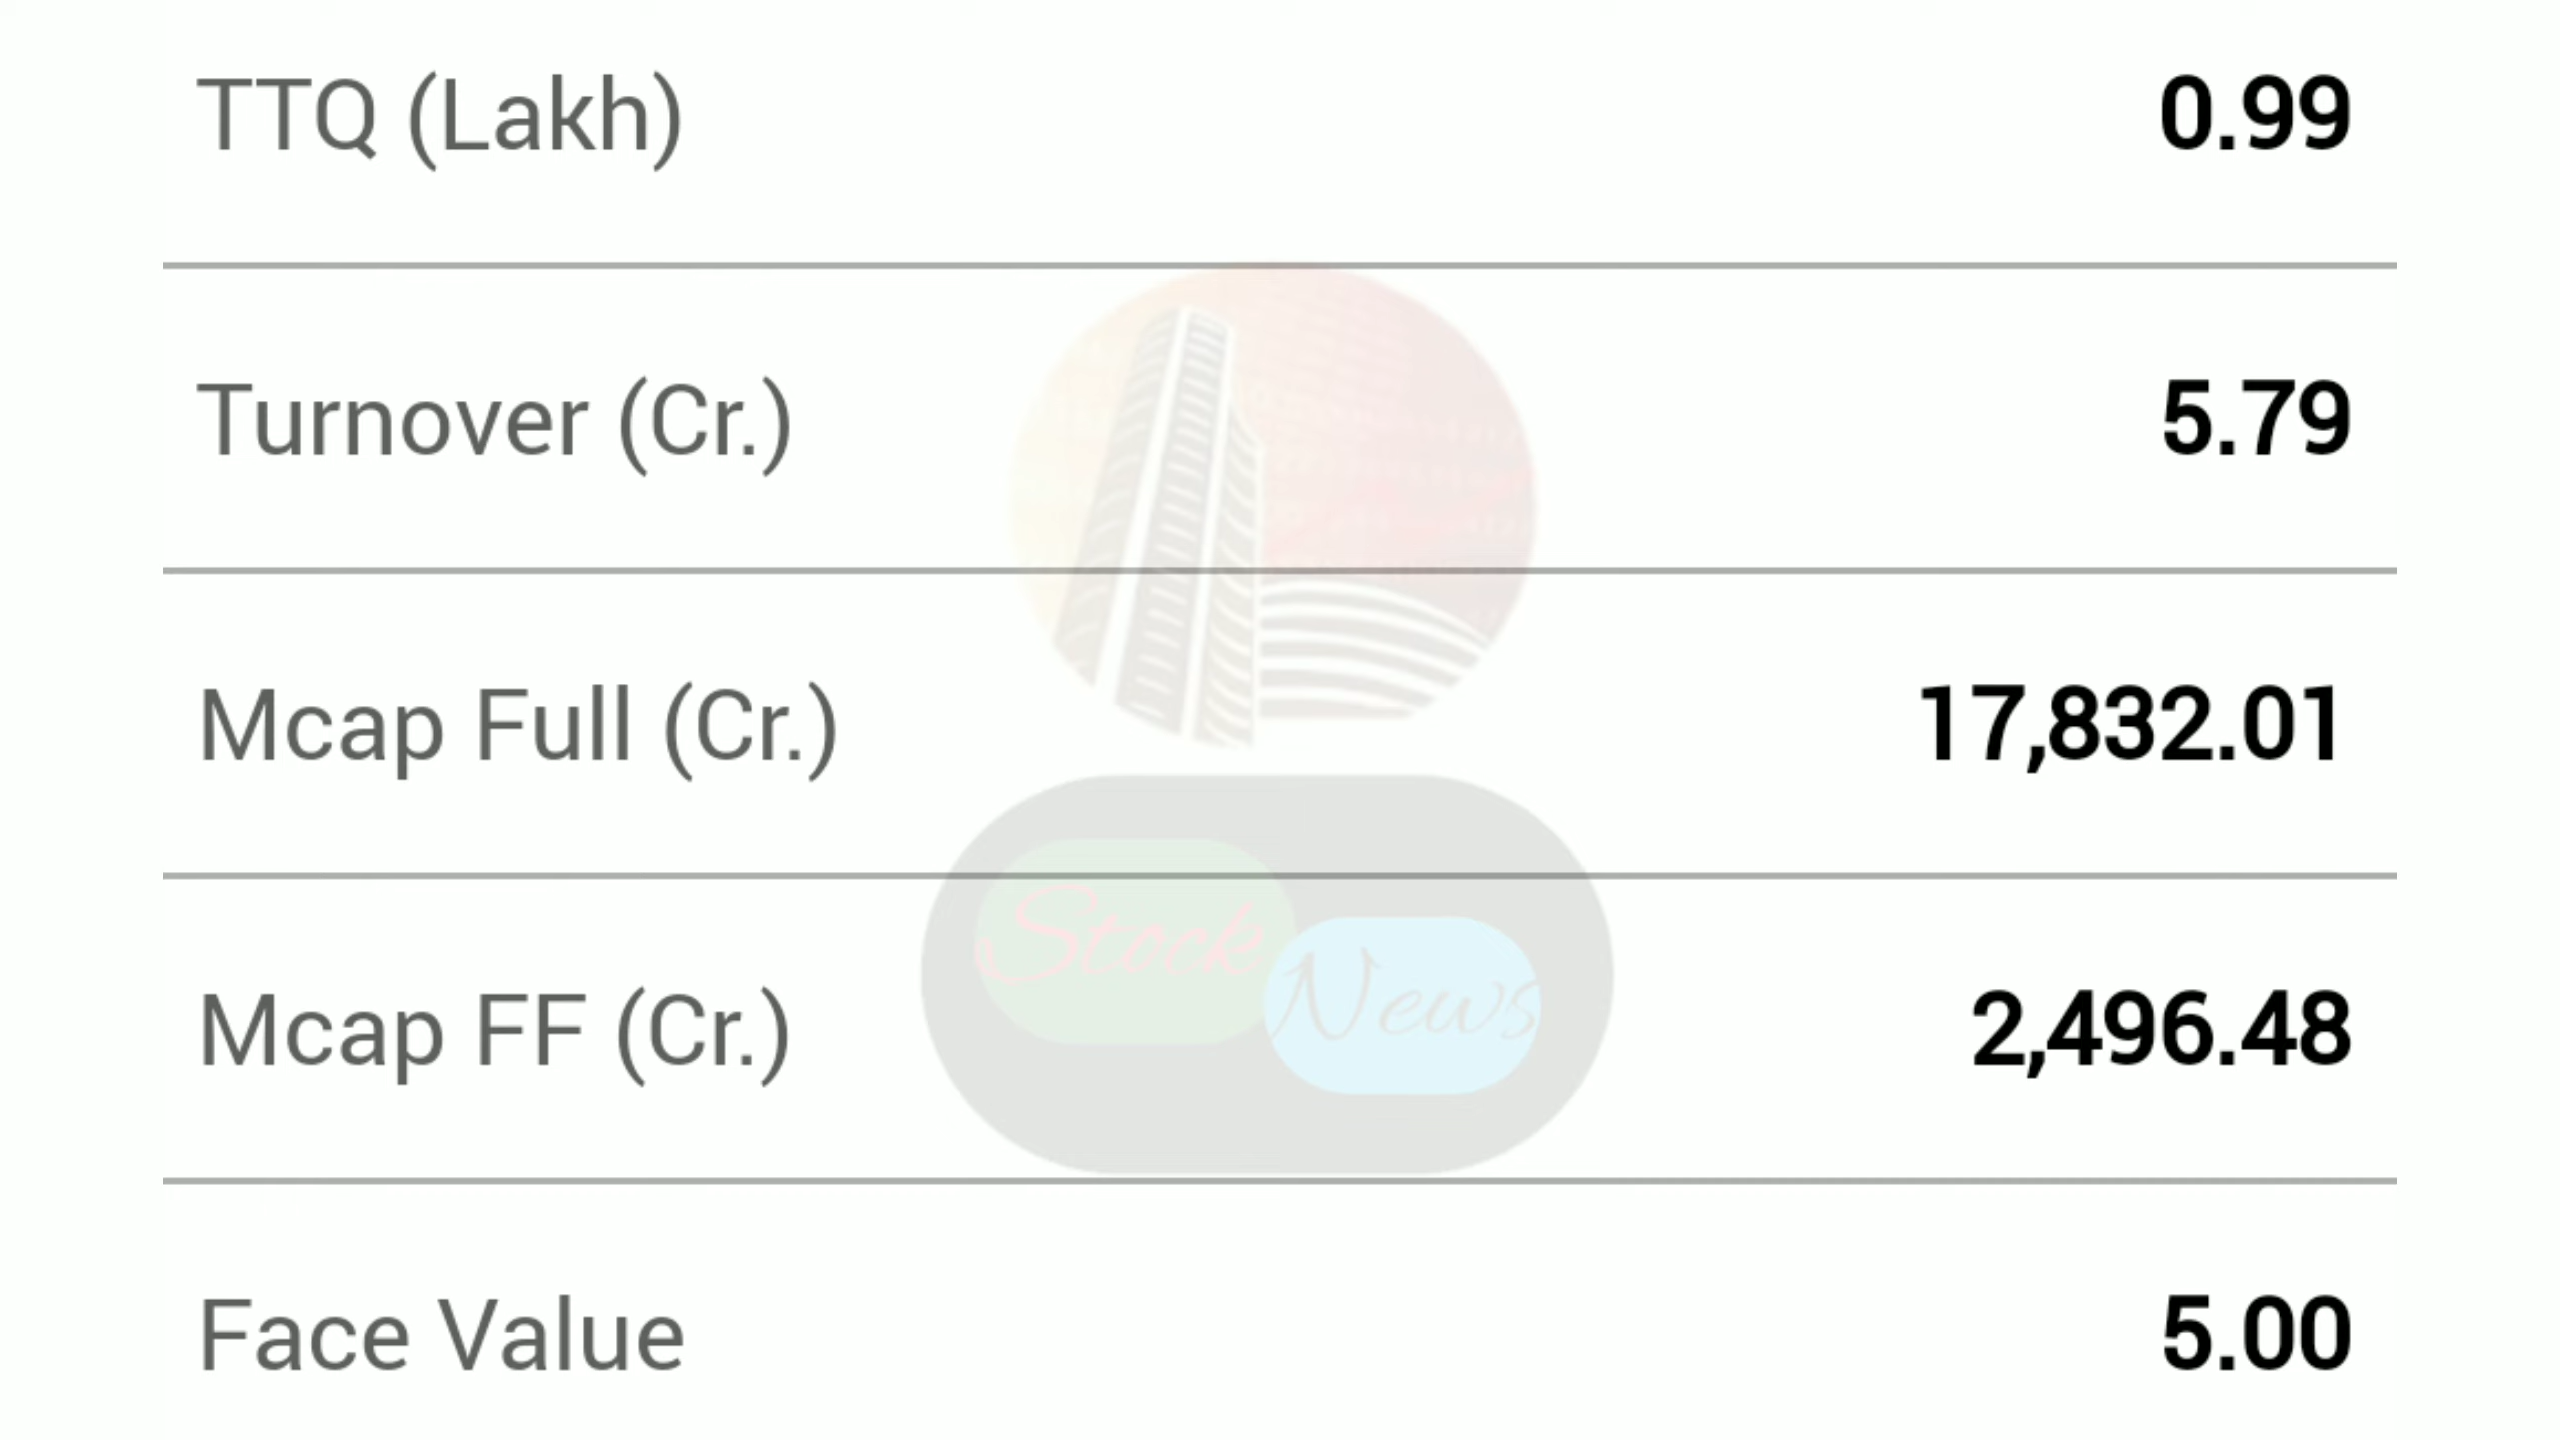 TTQ (Lakh) 0.99
Turnover (Cr.) 5.79
Mcap Full (Cr.) 17,832.01
Stock
News
Mcap FF (Cr.) 2,496.48
Face Value 5.00